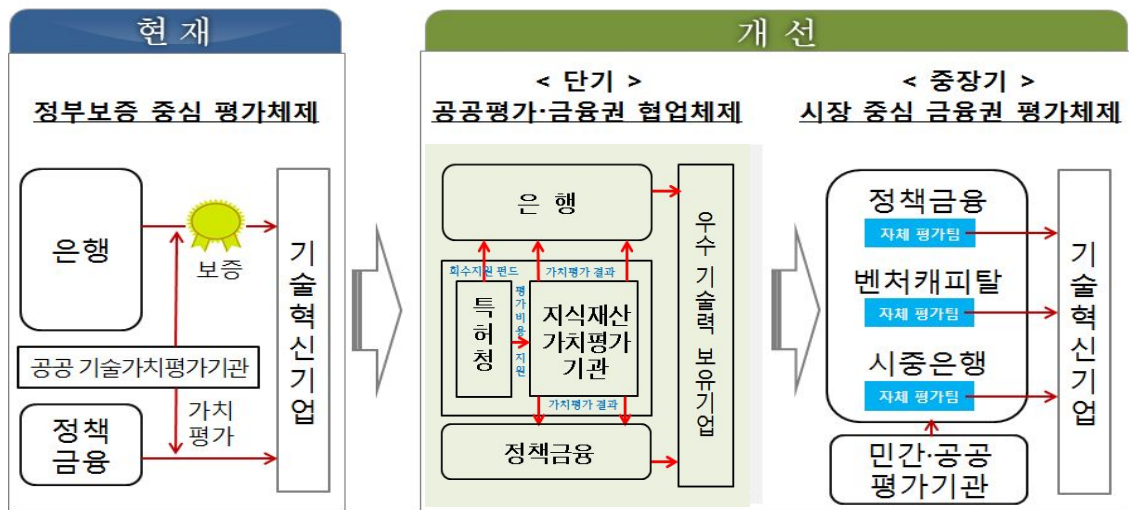 현 재
정부보증 중심 평가체제
은행
보증
공공 기술가치평가기관
가치
평가
정책
금융
기술혁신기업
개 선
< 단기 >
공공평가·금융권 협업체제
은 행
회수지원 펀드
가치평가 결과
특허청
평가비용 지원
지식재산
가치평가
기관
가치평가 결과
정책금융
우수 기술력 보유기업
< 중장기 >
시장 중심 금융권 평가체제
정책금융
자체 평가팀
벤처캐피탈
자체 평가팀
시중은행
자체 평가팀
민간·공공
평가기관
기술혁신기업